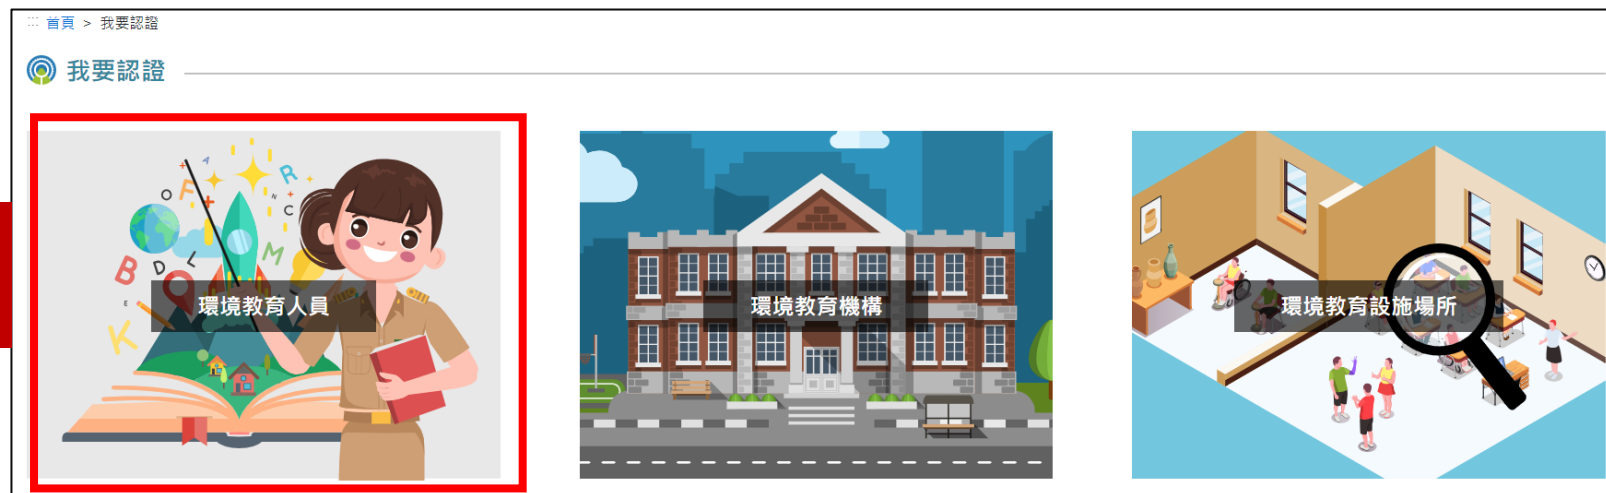 ::: 首頁 > 我要認證
我要認證
環境教育人員
環境教育機構
環境教育設施場所